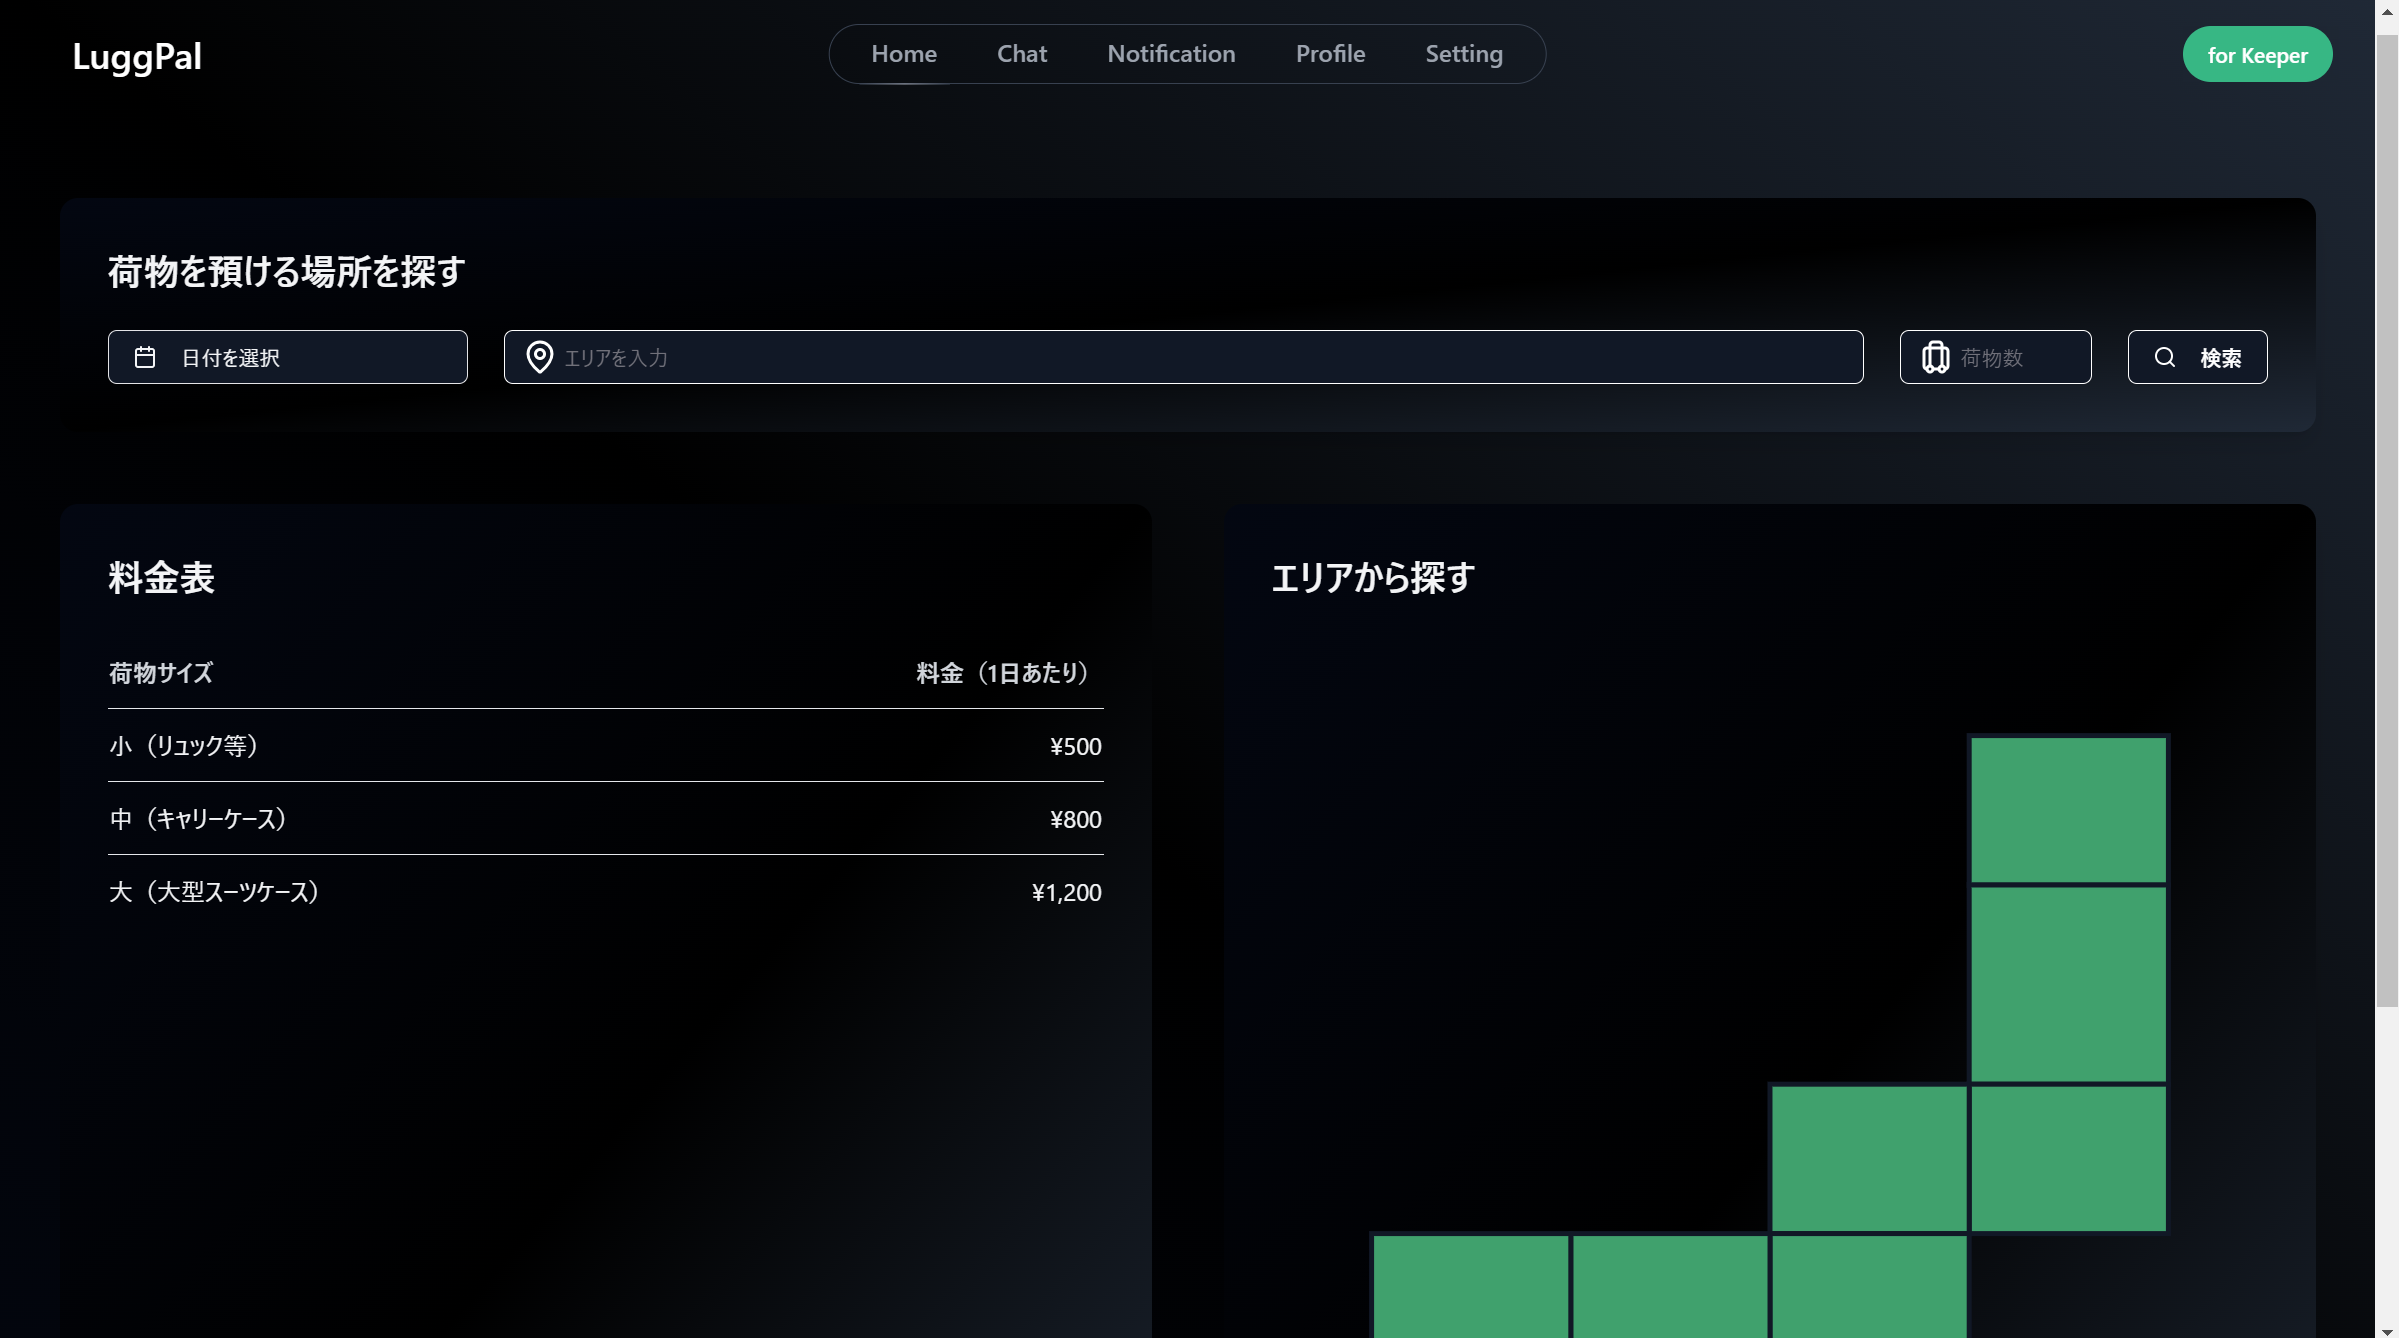 LuggPal
Home Chat Notification Profile Setting
for Keeper
荷物を預ける場所を探す
日付を選択 エリアを入力 荷物数 検索
料金表
荷物サイズ 料金（1日あたり）
小（リュック等） ¥500
中（キャリーケース） ¥800
大（大型スーツケース） ¥1,200
エリアから探す